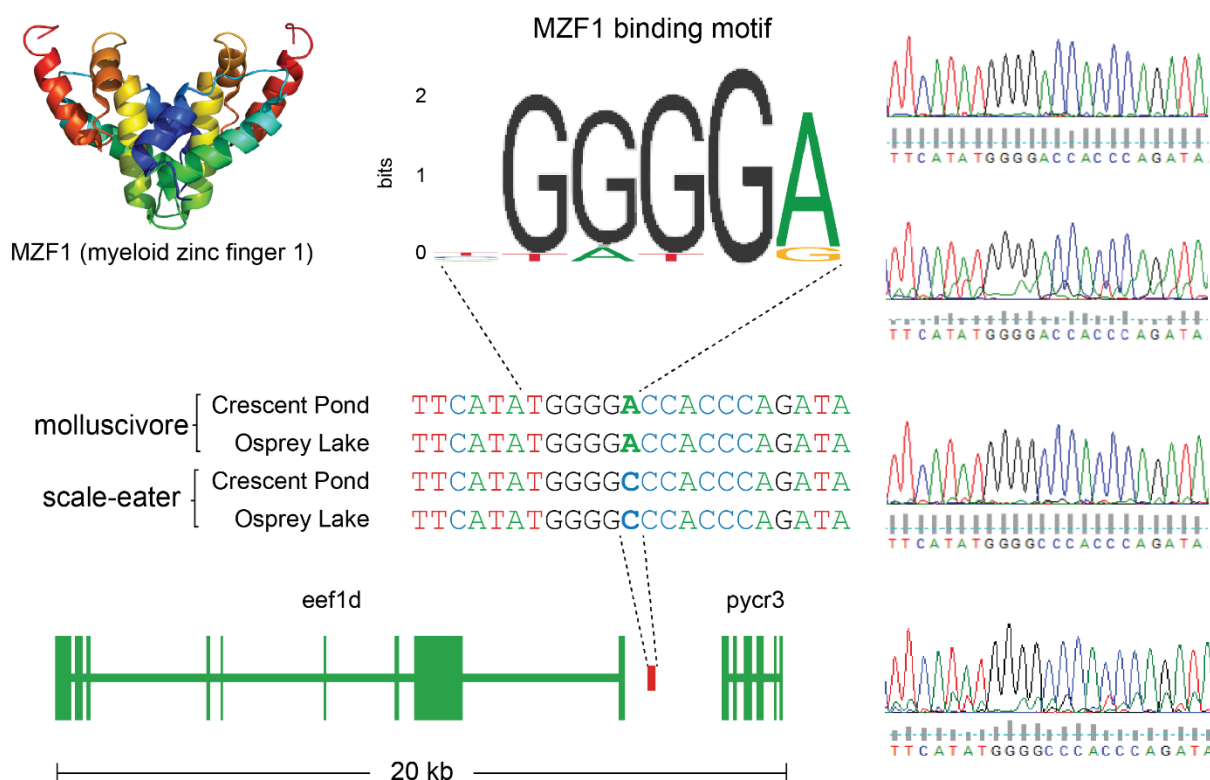 MZF1 binding motif
MZF1 (myeloid zinc finger 1)
bits
2
1
0
GGGGA
A
G
molluscivore
Crescent Pond TTCATATGGGGACCACCCAGATA
Osprey Lake TTCATATGGGGACCACCCAGATA
scale-eater
Crescent Pond TTCATATGGGGCCCACCCAGATA
Osprey Lake TTCATATGGGGCCCACCCAGATA
eef1d
pycr3
20 kb
TTCATATGGGGACCACCCAGATA
TTCATATGGGGACCACCCAGATA
TTCATATGGGGCCCACCCAGATA
TTCATATGGGGCCCACCCAGATA